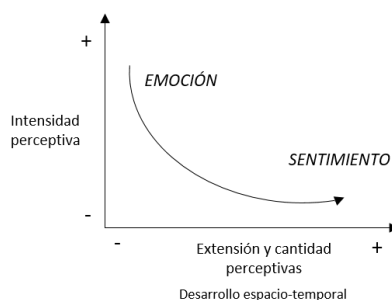 +
EMOCIÓN
Intensidad
perceptiva
SENTIMIENTO
-
-
Extensión y cantidad
perceptivas
+
Desarrollo espacio-temporal